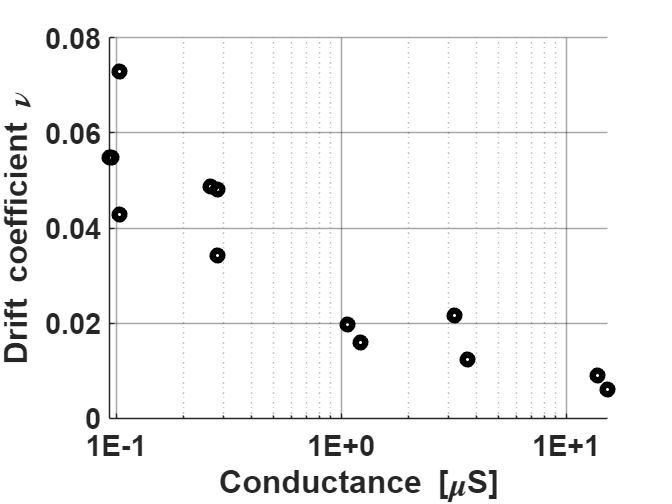 0.08
0.06
0.04
0.02
0
Drift coefficient ν
1E-1 1E+0 1E+1
Conductance [μS]